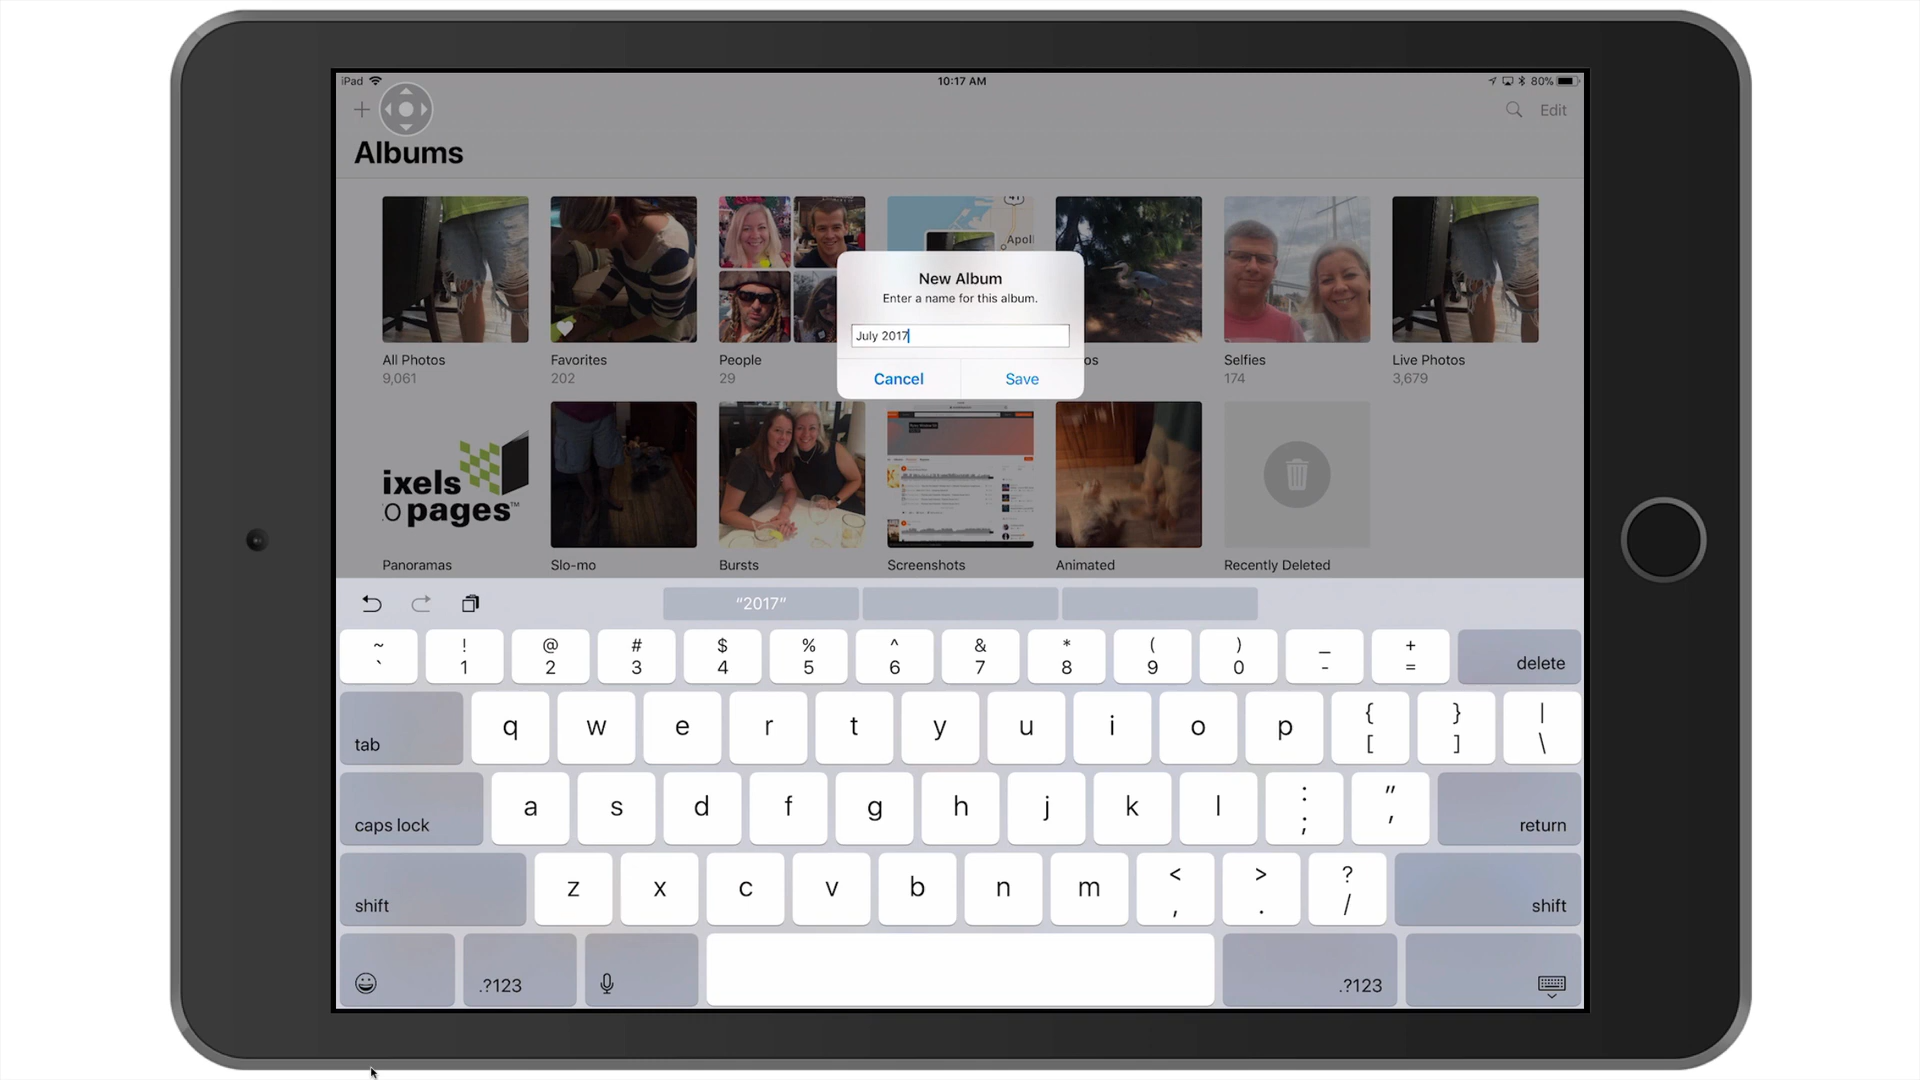 iPad 10:17 AM 80%
+ Edit
Albums
41
Apoll
New Album
Enter a name for this album.
July 2017
Cancel Save
All Photos Favorites People os Selfies Live Photos
9,061 202 29 174 3,679
ixels
o pages™
Panoramas Slo-mo Bursts Screenshots Animated Recently Deleted
“2017”
~ ! @ # $ % ^ & * ( ) _ +
` 1 2 3 4 5 6 7 8 9 0 - = delete
tab q w e r t y u i o p { [ } ] | \
caps lock a s d f g h j k l : ; " ' return
shift z x c v b n m < , > . ? / shift
.?123 .?123